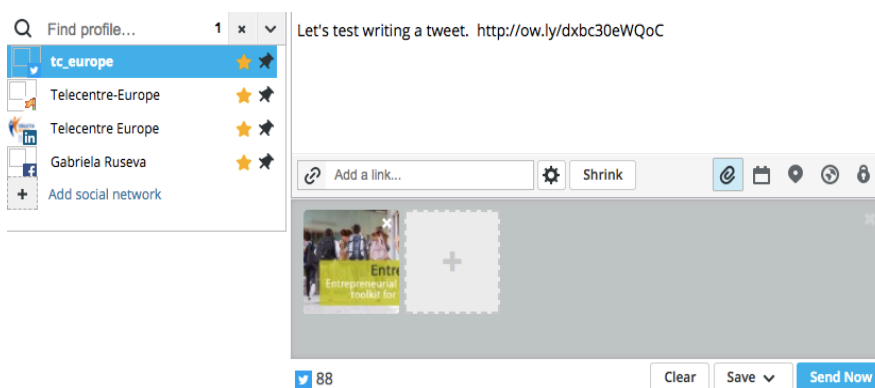 Find profile... 1
tc_europe
Telecentre-Europe
Telecentre Europe
Gabriela Ruseva
Add social network
Let's test writing a tweet. http://ow.ly/dxbc30eWQoC
Add a link... Shrink
Entre
Entrepreneurial
toolkit for
88 Clear Save Send Now